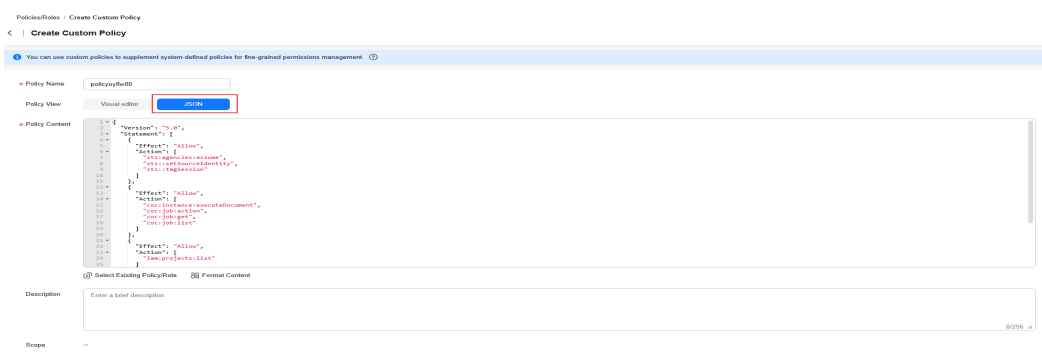 Policies/Roles / Create Custom Policy
< | Create Custom Policy
You can use custom policies to supplement system-defined policies for fine-grained permissions management.
* Policy Name policyuy8w80
Policy View Visual editor JSON
* Policy Content
1 {
2 "Version": "5.0",
3 "Statement": [
4 {
5 "Effect": "Allow",
6 "Action": [
7 "sts:agencies:assume",
8 "sts::setSourceIdentity",
9 "sts::tagSession"
10 ]
11 },
12 {
13 "Effect": "Allow",
14 "Action": [
15 "coc:instance:executeDocument",
16 "coc:job:action",
17 "coc:job:get",
18 "coc:job:list"
19 ]
20 },
21 {
22 "Effect": "Allow",
23 "Action": [
24 "iam:projects:list"
25 ]
Select Existing Policy/Role Format Content
Description Enter a brief description.
0/256
Scope --